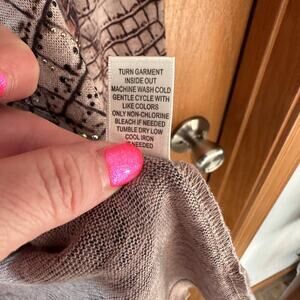 TURN GARMENT
INSIDE OUT
MACHINE WASH COLD
GENTLE CYCLE WITH
LIKE COLORS
ONLY NON-CHLORINE
BLEACH IF NEEDED
TUMBLE DRY LOW
COOL IRON
NEEDED